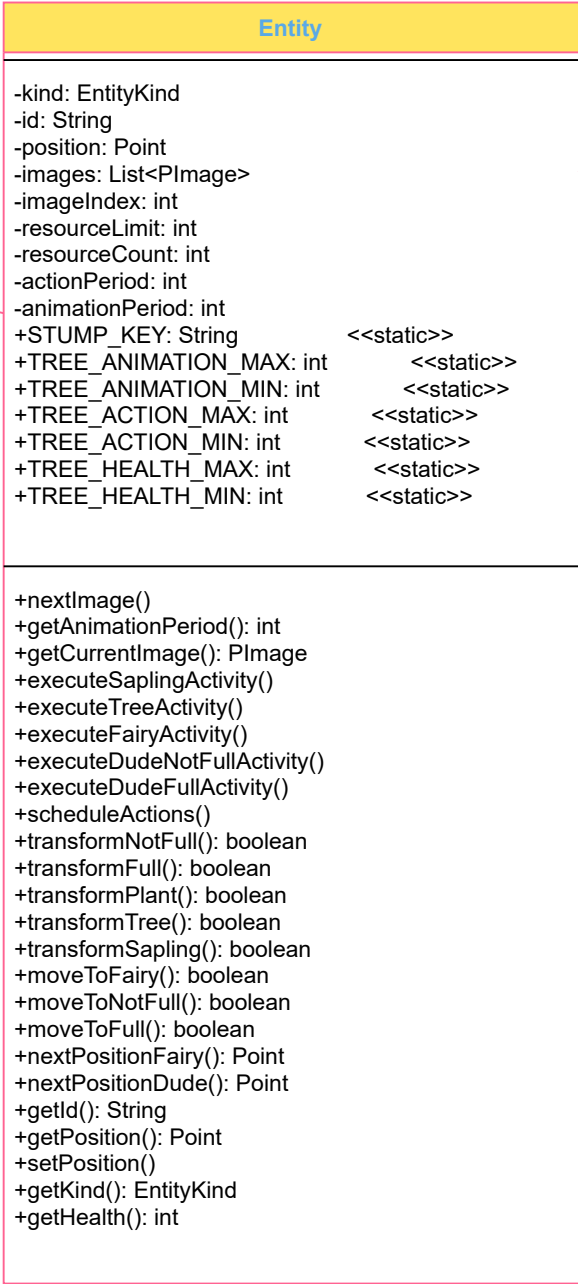 Entity
-kind: EntityKind
-id: String
-position: Point
-images: List<PImage>
-imageIndex: int
-resourceLimit: int
-resourceCount: int
-actionPeriod: int
-animationPeriod: int
+STUMP_KEY: String <<static>>
+TREE_ANIMATION_MAX: int <<static>>
+TREE_ANIMATION_MIN: int <<static>>
+TREE_ACTION_MAX: int <<static>>
+TREE_ACTION_MIN: int <<static>>
+TREE_HEALTH_MAX: int <<static>>
+TREE_HEALTH_MIN: int <<static>>
+nextImage()
+getAnimationPeriod(): int
+getCurrentImage(): PImage
+executeSaplingActivity()
+executeTreeActivity()
+executeFairyActivity()
+executeDudeNotFullActivity()
+executeDudeFullActivity()
+scheduleActions()
+transformNotFull(): boolean
+transformFull(): boolean
+transformPlant(): boolean
+transformTree(): boolean
+transformSapling(): boolean
+moveToFairy(): boolean
+moveToNotFull(): boolean
+moveToFull(): boolean
+nextPositionFairy(): Point
+nextPositionDude(): Point
+getId(): String
+getPosition(): Point
+setPosition()
+getKind(): EntityKind
+getHealth(): int